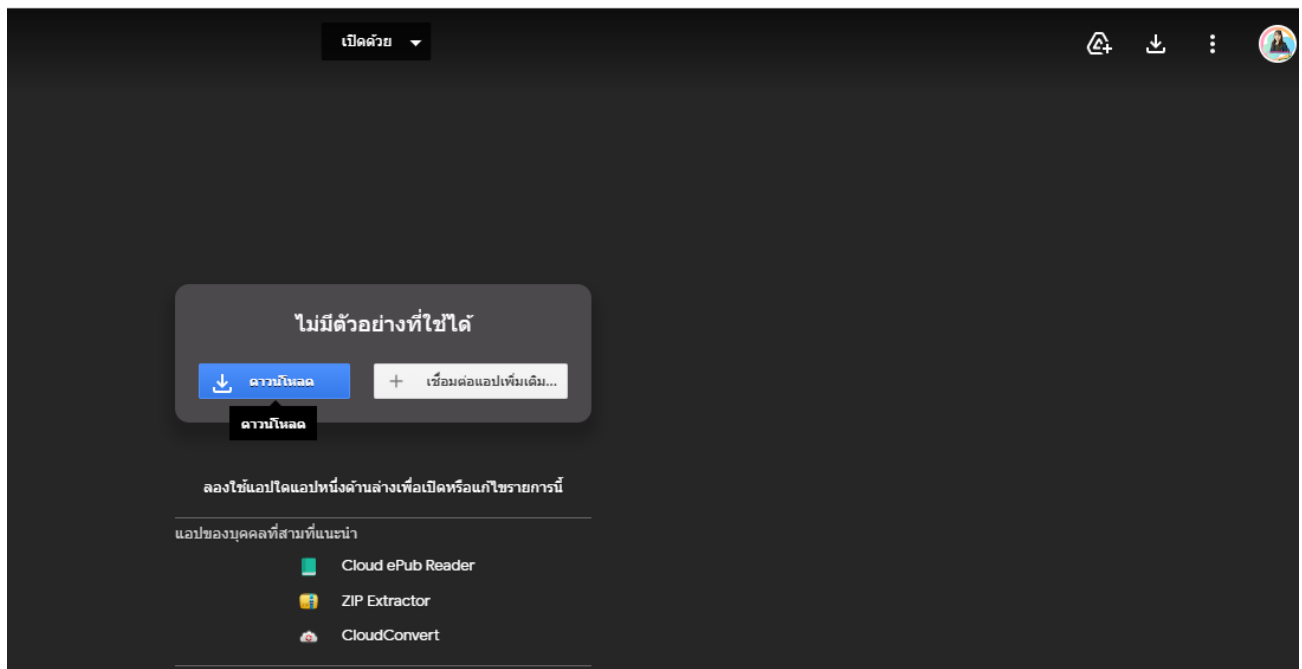 เปิดด้วย
ไม่มีตัวอย่างที่ใช้ได้
ดาวน์โหลด
เชื่อมต่อแอปเพิ่มเติม...
ดาวน์โหลด
ลองใช้แอปใดแอปหนึ่งด้านล่างเพื่อเปิดหรือแก้ไขรายการนี้
แอปของบุคคลที่สามที่แนะนำ
Cloud ePub Reader
ZIP Extractor
CloudConvert